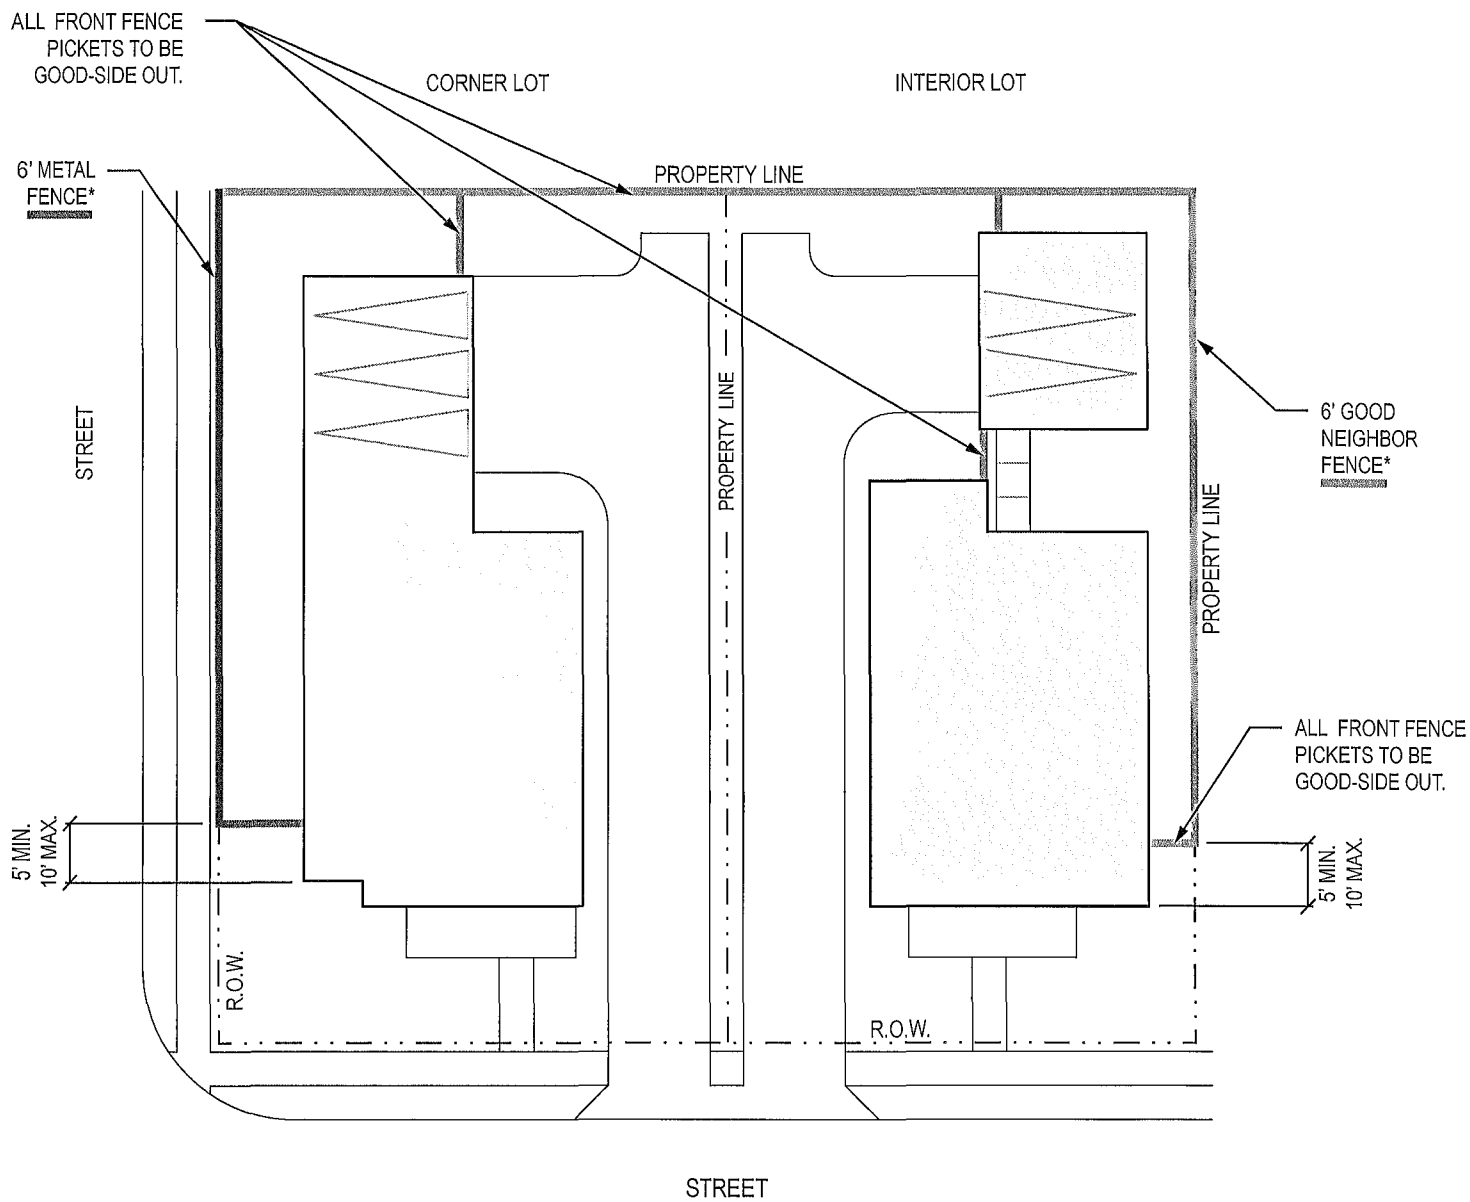 ALL FRONT FENCE
PICKETS TO BE
GOOD-SIDE OUT.
CORNER LOT
INTERIOR LOT
6' METAL
FENCE*
PROPERTY LINE
STREET
PROPERTY LINE
6' GOOD
NEIGHBOR
FENCE*
PROPERTY LINE
ALL FRONT FENCE
PICKETS TO BE
GOOD-SIDE OUT.
5' MIN.
10' MAX.
5' MIN.
10' MAX.
R.O.W.
R.O.W.
STREET